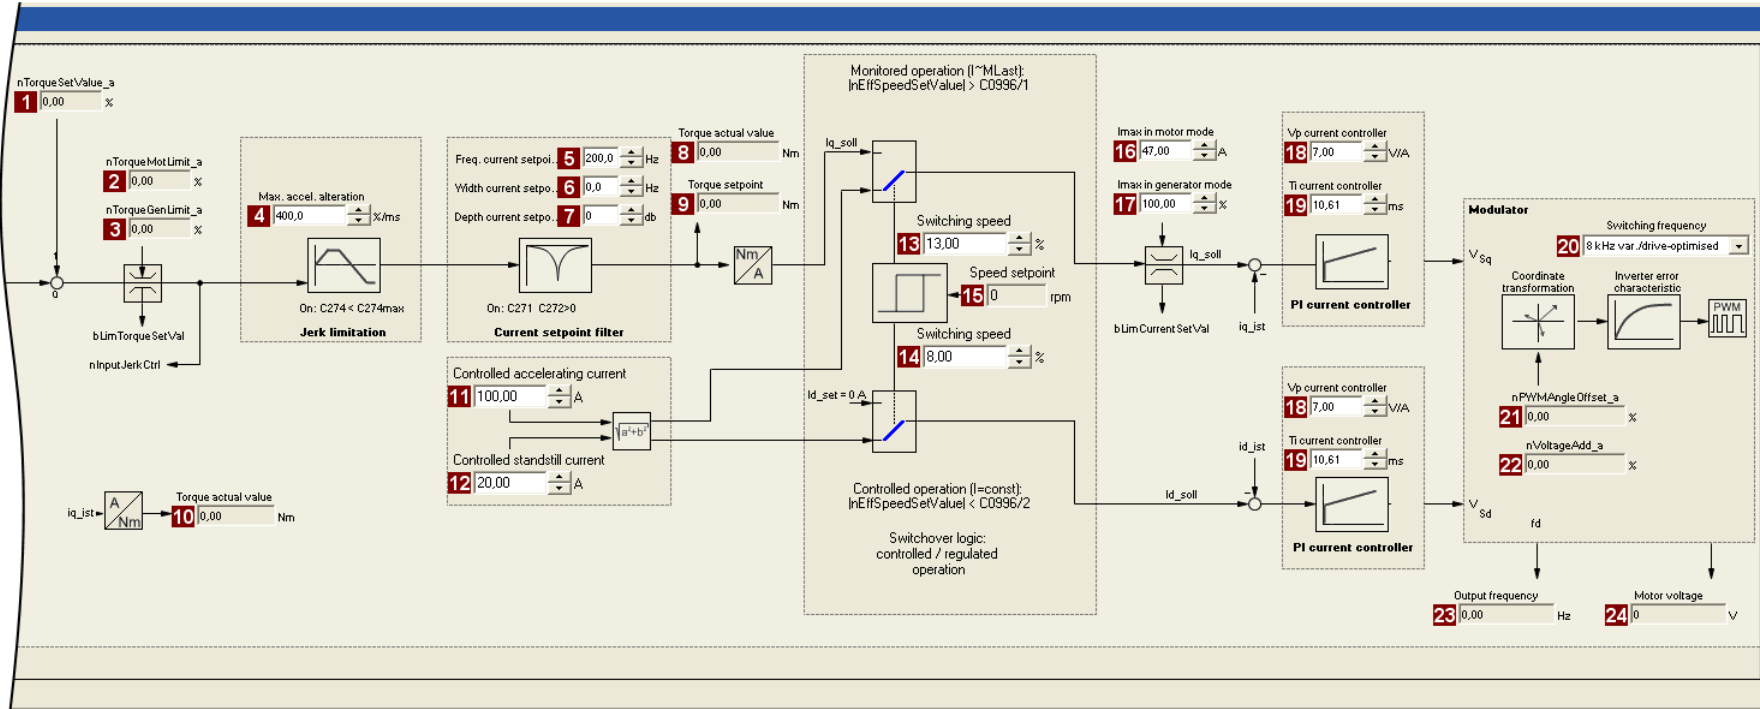 nTorqueSetValue_a
1 0,00 %
1
0
nTorqueMotLimit_a
2 0,00 %
nTorqueGenLimit_a
3 0,00 %
bLimTorqueSetVal
nInputJerkCtrl
Max. accel. alteration
4 400,0 %/ms
On: C274 < C274max
Jerk limitation
Freq. current setpoi.. 5 200,0 Hz
Width current setpo.. 6 0,0 Hz
Depth current setpo.. 7 0 db
On: C271 C272>0
Current setpoint filter
Torque actual value
8 0,00 Nm
Torque setpoint
9 0,00 Nm
Nm
A
iq_ist
A
Nm
Torque actual value
10 0,00 Nm
Controlled accelerating current
11 100,00 A
√a²+b²
Controlled standstill current
12 20,00 A
Monitored operation (I~MLast):
|nEffSpeedSetValue| > C0996/1
Iq_soll
Switching speed
13 13,00 %
Speed setpoint
15 0 rpm
Switching speed
14 8,00 %
Id_set = 0 A
Controlled operation (I=const):
|nEffSpeedSetValue| < C0996/2
Switchover logic:
controlled / regulated
operation
Imax in motor mode
16 47,00 A
Imax in generator mode
17 100,00 %
Iq_soll
bLimCurrentSetVal
-
iq_ist
id_ist
-
Id_soll
Vp current controller
18 7,00 V/A
Ti current controller
19 10,61 ms
PI current controller
Vp current controller
18 7,00 V/A
Ti current controller
19 10,61 ms
PI current controller
Modulator
Switching frequency
20 8 kHz var./drive-optimised
VSq
Coordinate
transformation
Inverter error
characteristic
PWM
nPWMAngleOffset_a
21 0,00 %
nVoltageAdd_a
22 0,00 %
VSd
fd
Output frequency
23 0,00 Hz
Motor voltage
24 0 V